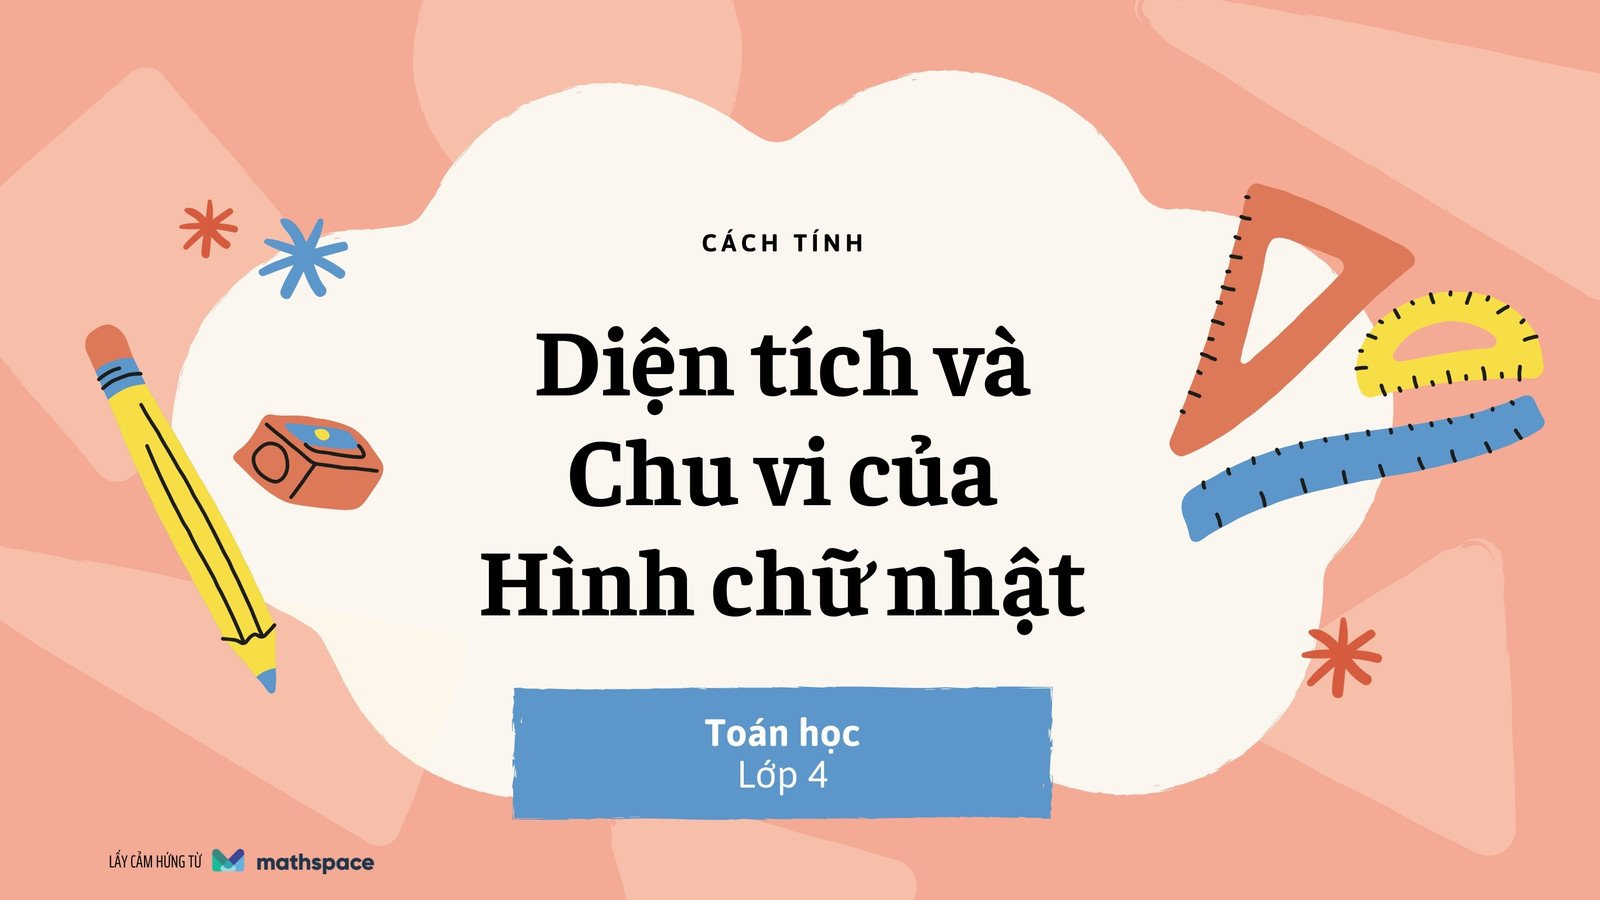 CÁCH TÍNH
Diện tích và
Chu vi của
Hình chữ nhật
Toán học
Lớp 4
LẤY CẢM HỨNG TỪ mathspace